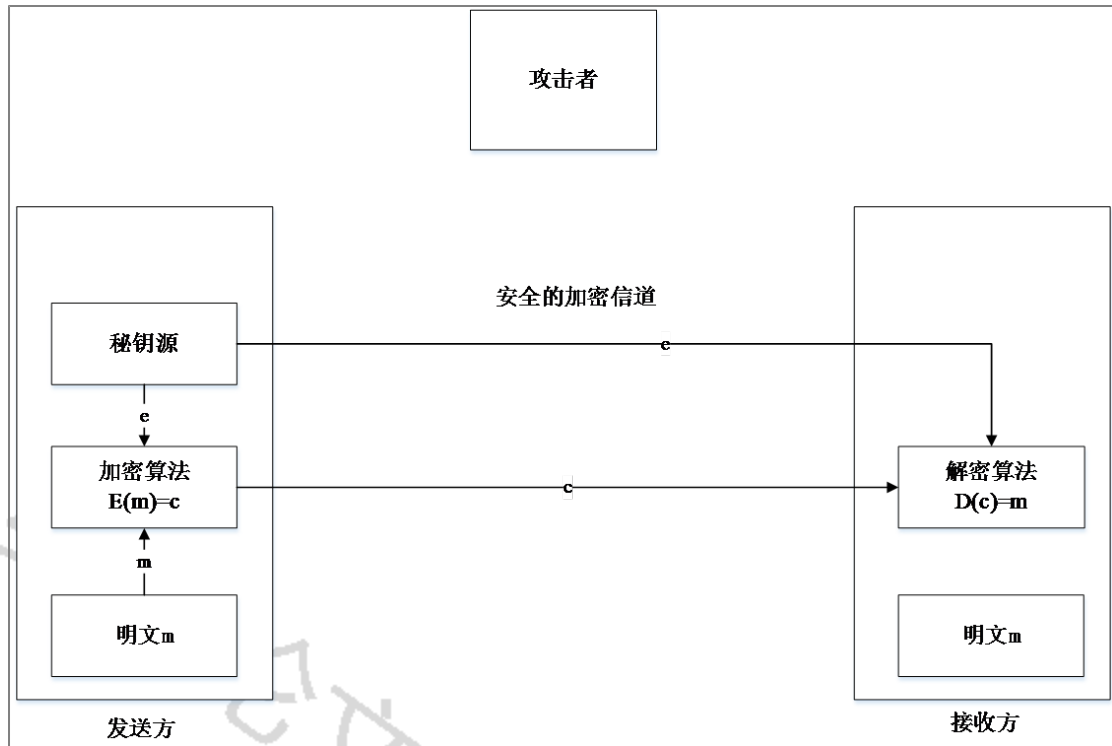 攻击者
安全的加密信道
秘钥源
e
e
加密算法
E(m)=c
c
解密算法
D(c)=m
m
明文m
明文m
发送方
接收方